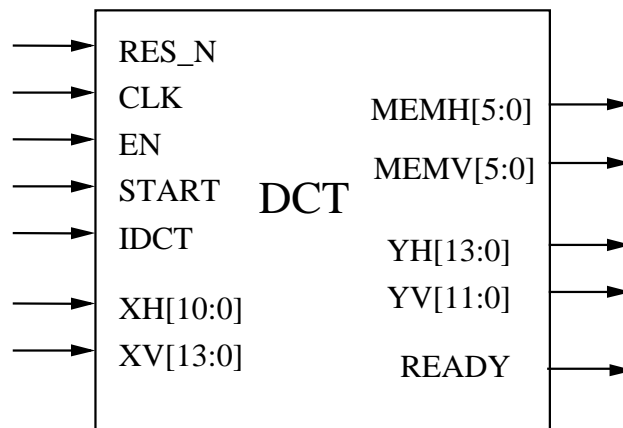 RES_N
CLK
MEMH[5:0]
EN
MEMV[5:0]
START
DCT
IDCT
YH[13:0]
YV[11:0]
XH[10:0]
XV[13:0]
READY